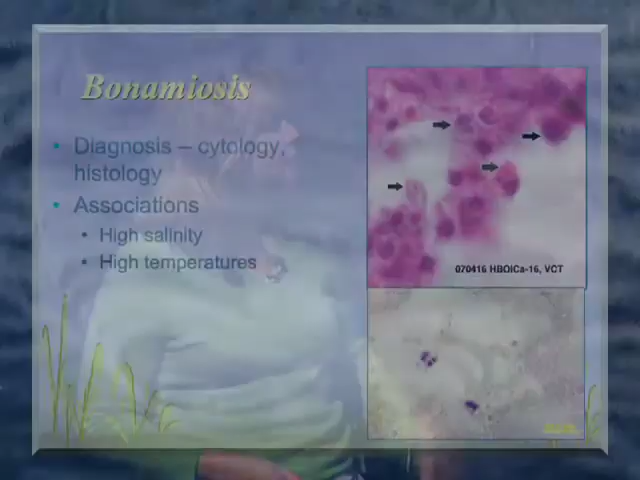 Bonamiosis
• Diagnosis – cytology,
histology
• Associations
• High salinity
• High temperatures
070416 HBOICa-16, VCT